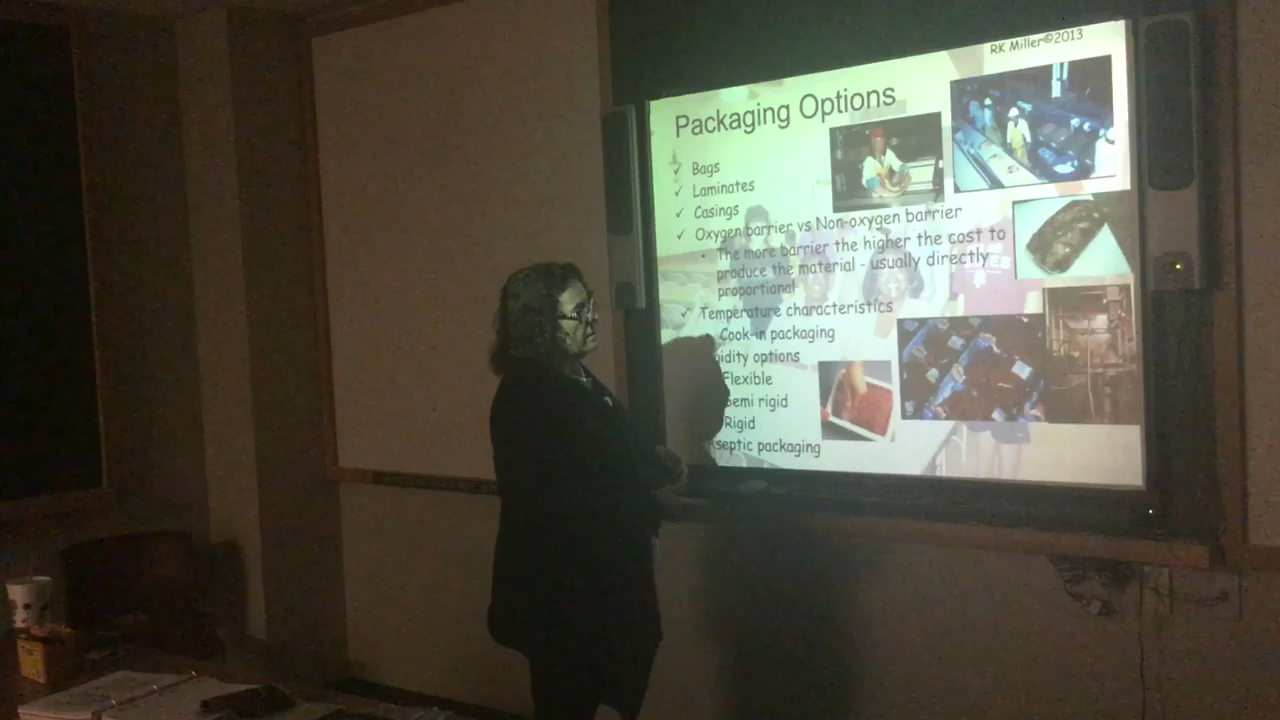 RK Miller©2013
Packaging Options
✓ Bags
✓ Laminates
✓ Casings
✓ Oxygen barrier vs Non-oxygen barrier
• The more barrier the higher the cost to
produce the material - usually directly
proportional
✓ Temperature characteristics
Cook-in packaging
idity options
Flexible
Semi rigid
Rigid
Aseptic packaging